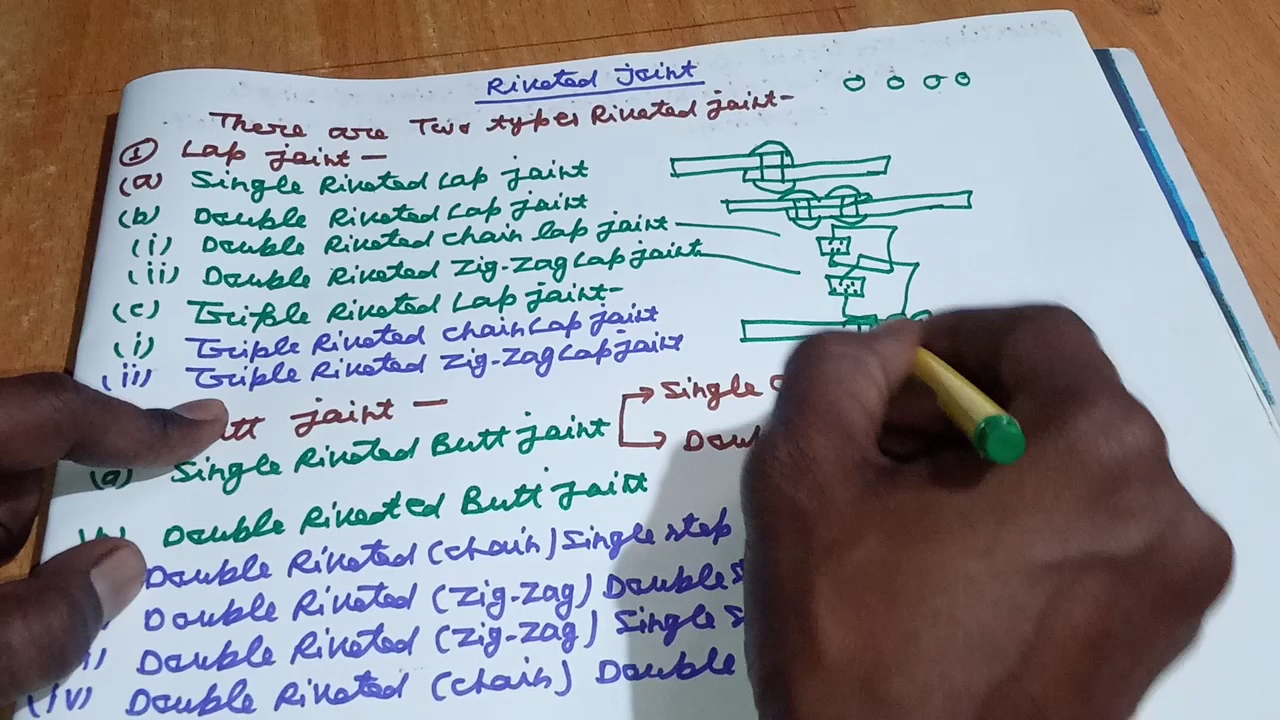 Riveted joint
There are Two types Riveted joint-
① Lap joint —
(a) Single Riveted Lap joint
(b) Double Riveted Lap joint
(i) Double Riveted chain lap joint
(ii) Double Riveted Zig-Zag Lap joint
(c) Triple Riveted Lap joint-
(i) Triple Riveted chain Lap joint
(ii) Triple Riveted Zig-Zag Lap joint
joint —
(a) Single Riveted Butt joint
Single
Double Riveted Butt joint
Double Riveted (chain) Single step
Double Riveted (Zig-Zag) Double
Double Riveted (Zig-Zag) Single
(iv) Double Riveted (chain) Double